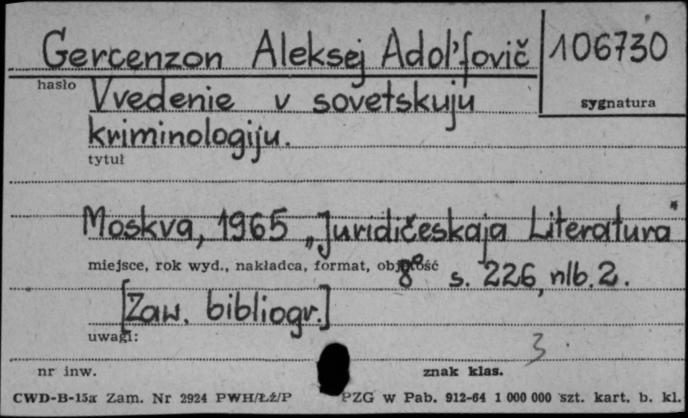 Gercenzon Aleksej Adol'fovič 106730
hasło
sygnatura
Vvedenie v sovetskuju
kriminologiju.
tytuł
Moskva, 1965 „Juridičeskaja Literatura"
miejsce, rok wyd., nakładca, format, objętość
8° s. 226, nlb. 2.
[Zaw. bibliogr.]
uwagi:
3
nr inw. znak klas.
CWD-B-15a Zam. Nr 2924 PWH/Łź/P PZG w Pab. 912-64 1 000 000 szt. kart. b. kl.